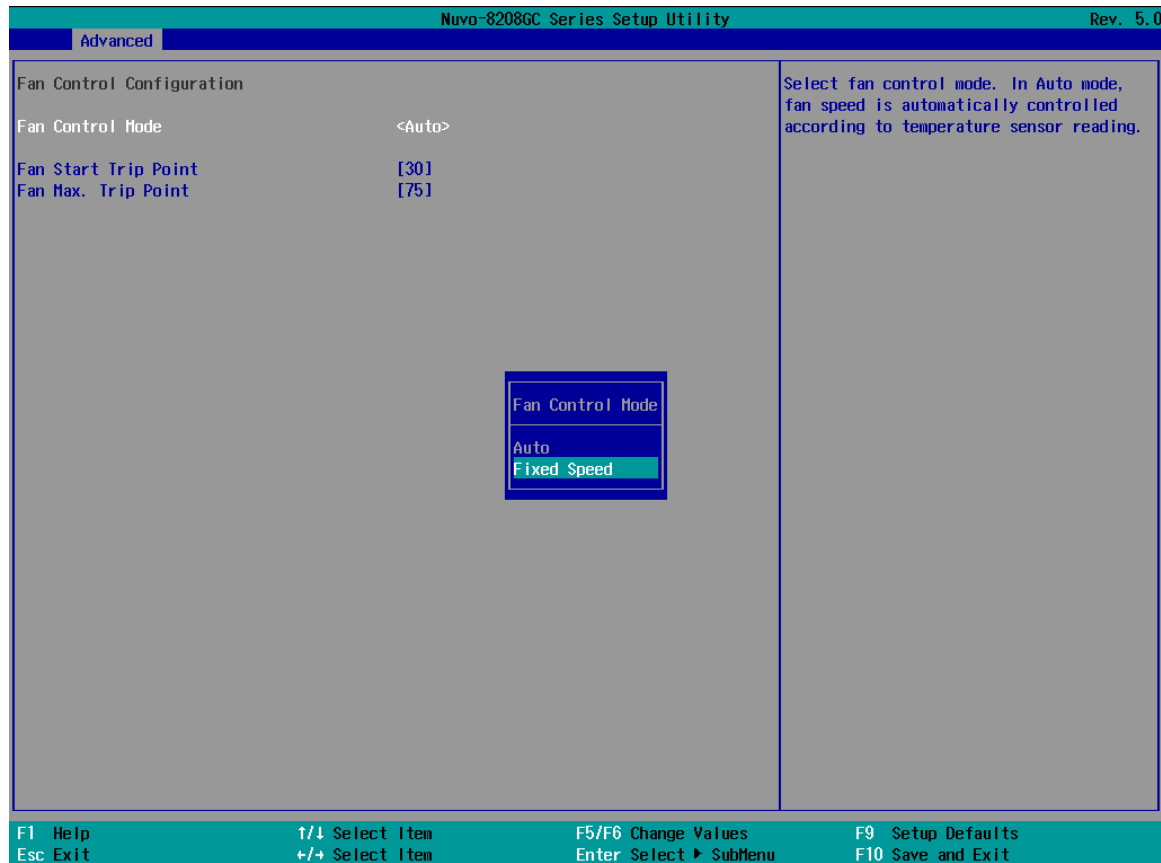 Nuvo-8208GC Series Setup Utility Rev. 5.0
Advanced
Fan Control Configuration
Fan Control Mode <Auto>
Fan Start Trip Point [30]
Fan Max. Trip Point [75]
Select fan control mode. In Auto mode,
fan speed is automatically controlled
according to temperature sensor reading.
Fan Control Mode
Auto
Fixed Speed
F1 Help ↑/↓ Select Item F5/F6 Change Values F9 Setup Defaults
Esc Exit ←/→ Select Item Enter Select ▶ SubMenu F10 Save and Exit